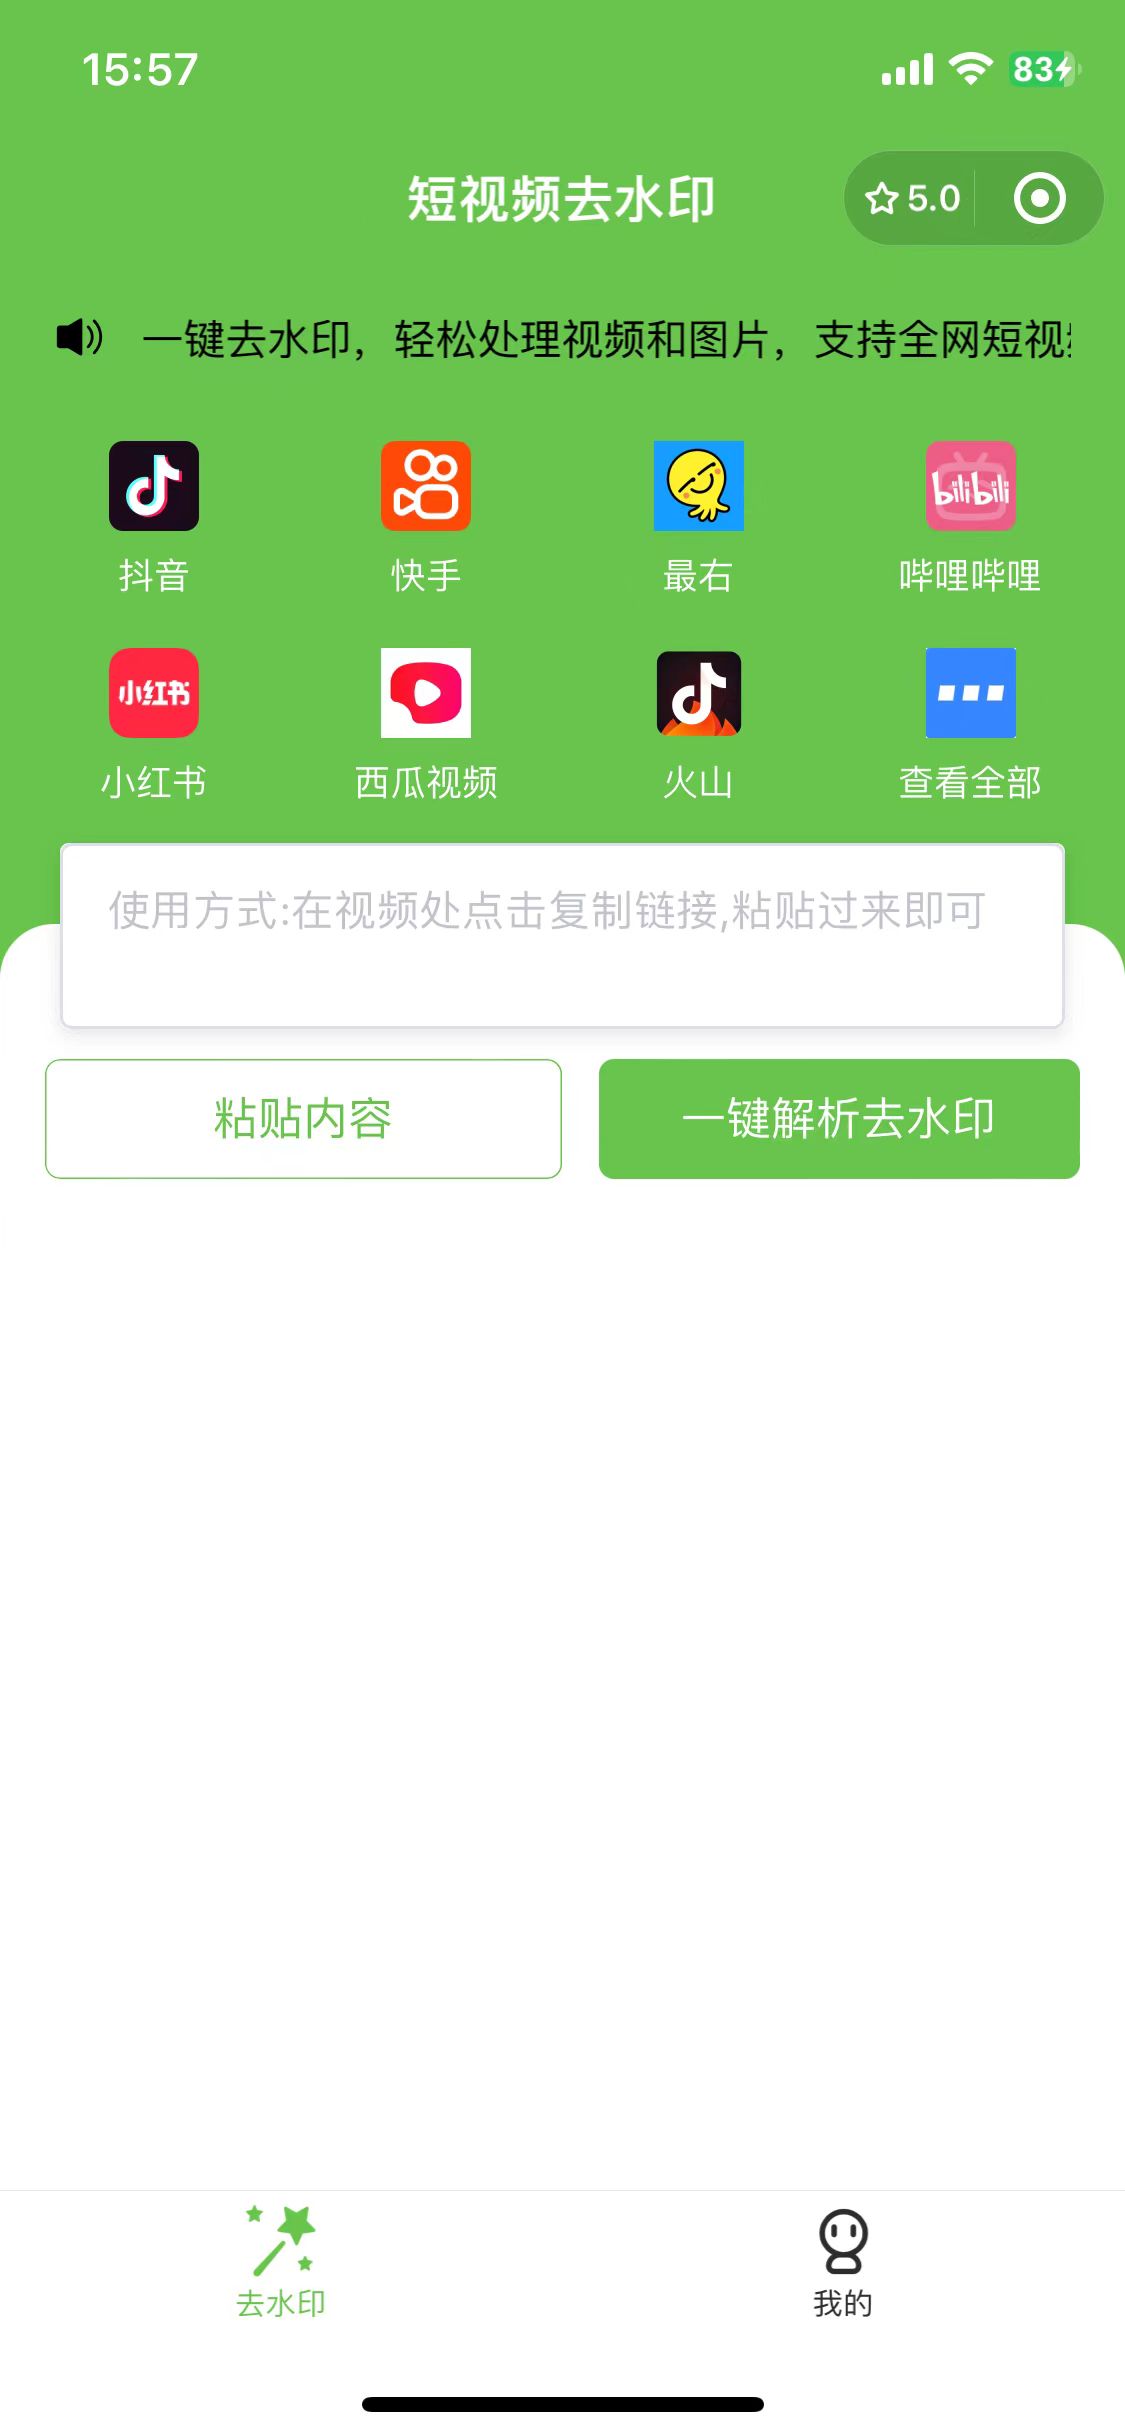 15:57
83
短视频去水印
5.0
一键去水印，轻松处理视频和图片，支持全网短视
bilibili
抖音
快手
最右
哔哩哔哩
小红书
小红书
西瓜视频
火山
查看全部
使用方式:在视频处点击复制链接,粘贴过来即可
粘贴内容
一键解析去水印
去水印
我的